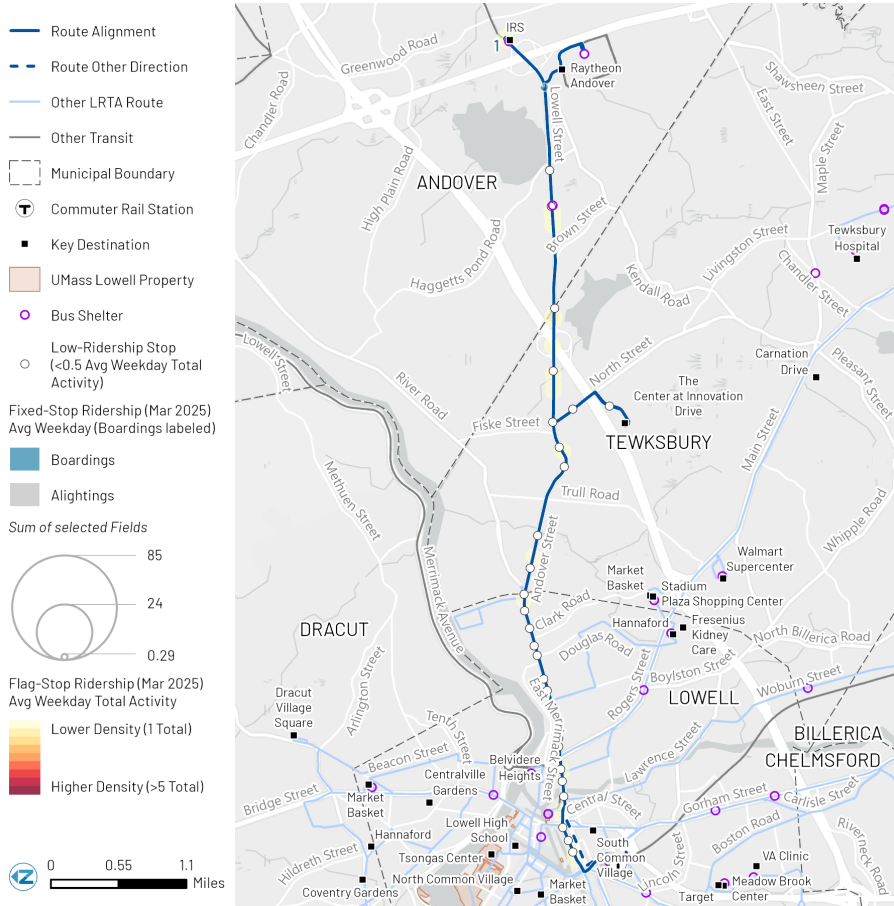 Route Alignment
Route Other Direction
Other LRTA Route
Other Transit
Municipal Boundary
T
Commuter Rail Station
Key Destination
UMass Lowell Property
Bus Shelter
Low-Ridership Stop
(<0.5 Avg Weekday Total
Activity)
Fixed-Stop Ridership (Mar 2025)
Avg Weekday (Boardings labeled)
Boardings
Alightings
Sum of selected Fields
85
24
0.29
Flag-Stop Ridership (Mar 2025)
Avg Weekday Total Activity
Lower Density (1 Total)
Higher Density (>5 Total)
Z
0
0.55
1.1
Miles
IRS
1
Greenwood Road
Raytheon
Andover
Chandler Road
Lowell Street
Shawsheen Street
East Street
Maple Street
ANDOVER
High Plain Road
Brown Street
Haggetts Pond Road
Kendall Road
Livingston Street
Tewksbury
Hospital
Chandler Street
Lowell Street
River Road
North Street
Carnation
Drive
Pleasant Street
The
Center at Innovation
Drive
Fiske Street
TEWKSBURY
Main Street
Methuen Street
Trull Road
Whipple Road
Merrimack Avenue
Andover Street
Walmart
Supercenter
Market
Basket
Stadium
Plaza Shopping Center
Clark Road
Hannaford
Fresenius
Kidney
Care
DRACUT
Douglas Road
North Billerica Road
Boylston Street
Rogers Street
Woburn Street
LOWELL
Arlington Street
Dracut
Village
Square
East Merrimack Street
Tenth Street
Lawrence Street
BILLERICA
CHELMSFORD
Beacon Street
Belvidere
Heights
Centralville
Gardens
Bridge Street
Market
Basket
Central Street
Gorham Street
Carlisle Street
Lowell High
School
Boston Road
Riverneck Road
Hannaford
Hildreth Street
Tsongas Center
South
Common
Village
VA Clinic
Lincoln Street
North Common Village
Coventry Gardens
Market
Basket
Target
Meadow Brook
Center